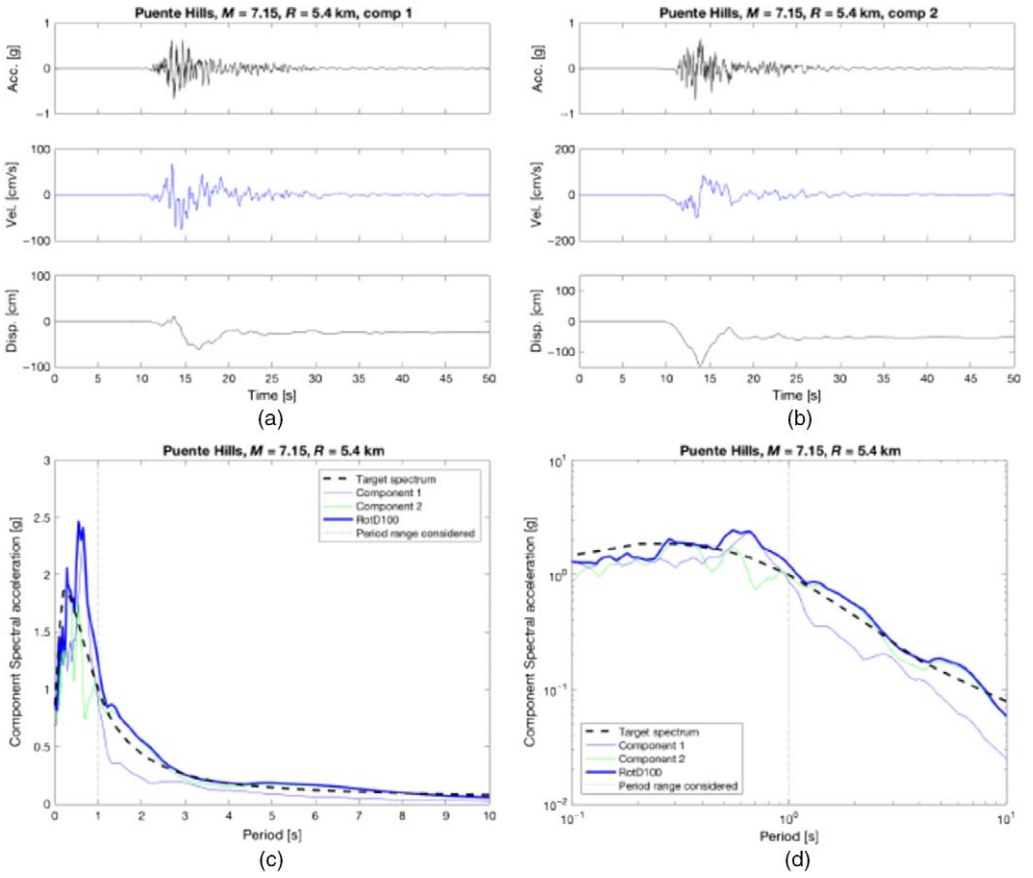 Puente Hills, M = 7.15, R = 5.4 km, comp 1
Acc. [g]
1
0
−1
Vel. [cm/s]
100
0
−100
Disp. [cm]
100
0
−100
0 5 10 15 20 25 30 35 40 45 50
Time [s]
(a)
Puente Hills, M = 7.15, R = 5.4 km, comp 2
Acc. [g]
1
0
−1
Vel. [cm/s]
200
0
−200
Disp. [cm]
100
0
−100
0 5 10 15 20 25 30 35 40 45 50
Time [s]
(b)
Puente Hills, M = 7.15, R = 5.4 km
Component Spectral acceleration [g]
3
2.5
2
1.5
1
0.5
0
Target spectrum
Component 1
Component 2
RotD100
Period range considered
0 1 2 3 4 5 6 7 8 9 10
Period [s]
(c)
Puente Hills, M = 7.15, R = 5.4 km
Component Spectral acceleration [g]
10¹
10⁰
10⁻¹
10⁻²
Target spectrum
Component 1
Component 2
RotD100
Period range considered
10⁻¹ 10⁰ 10¹
Period [s]
(d)